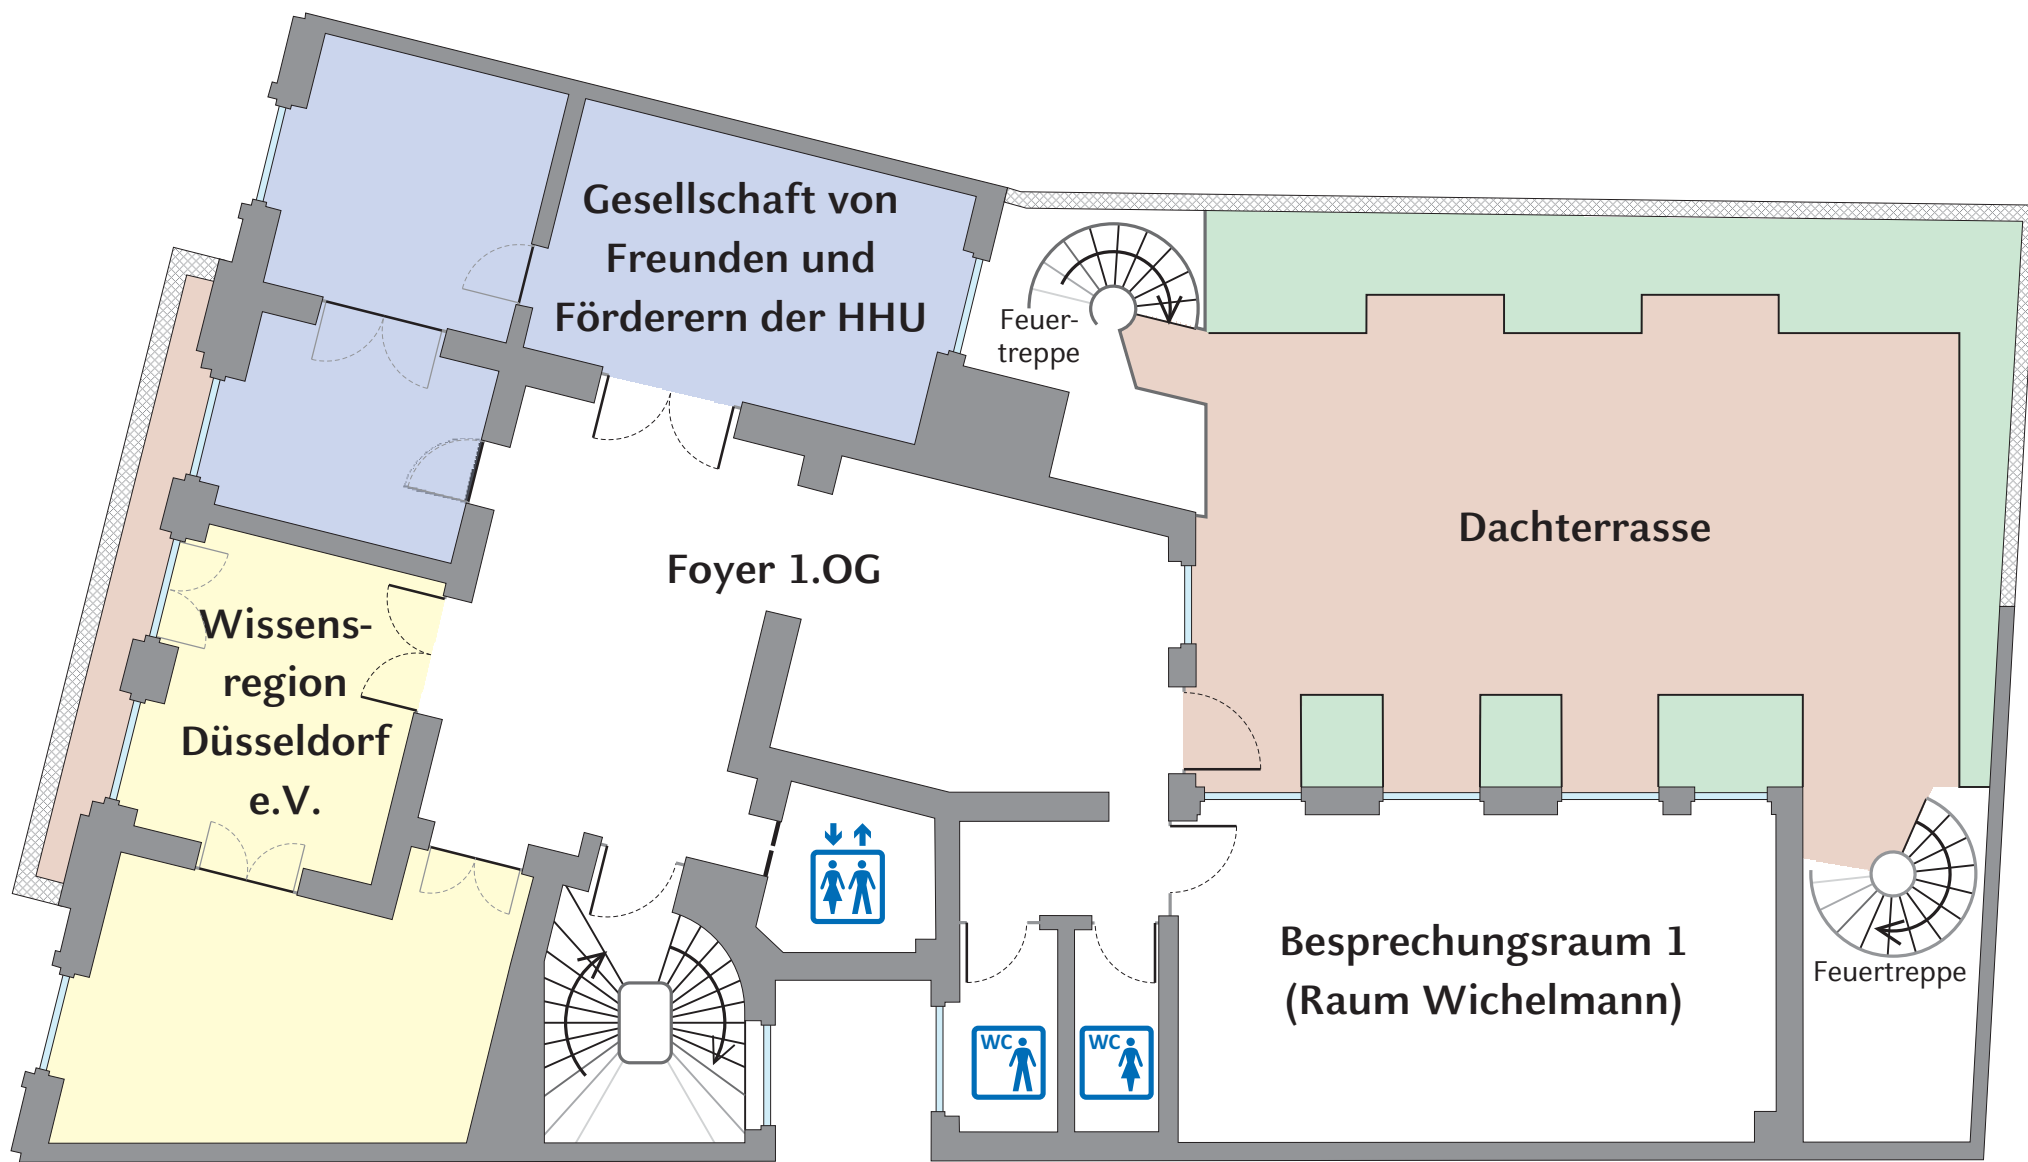 Gesellschaft von
Freunden und
Förderern der HHU
Feuer-
treppe
Dachterrasse
Foyer 1.OG
Wissens-
region
Düsseldorf
e.V.
Besprechungsraum 1
(Raum Wichelmann)
Feuertreppe
WC
WC